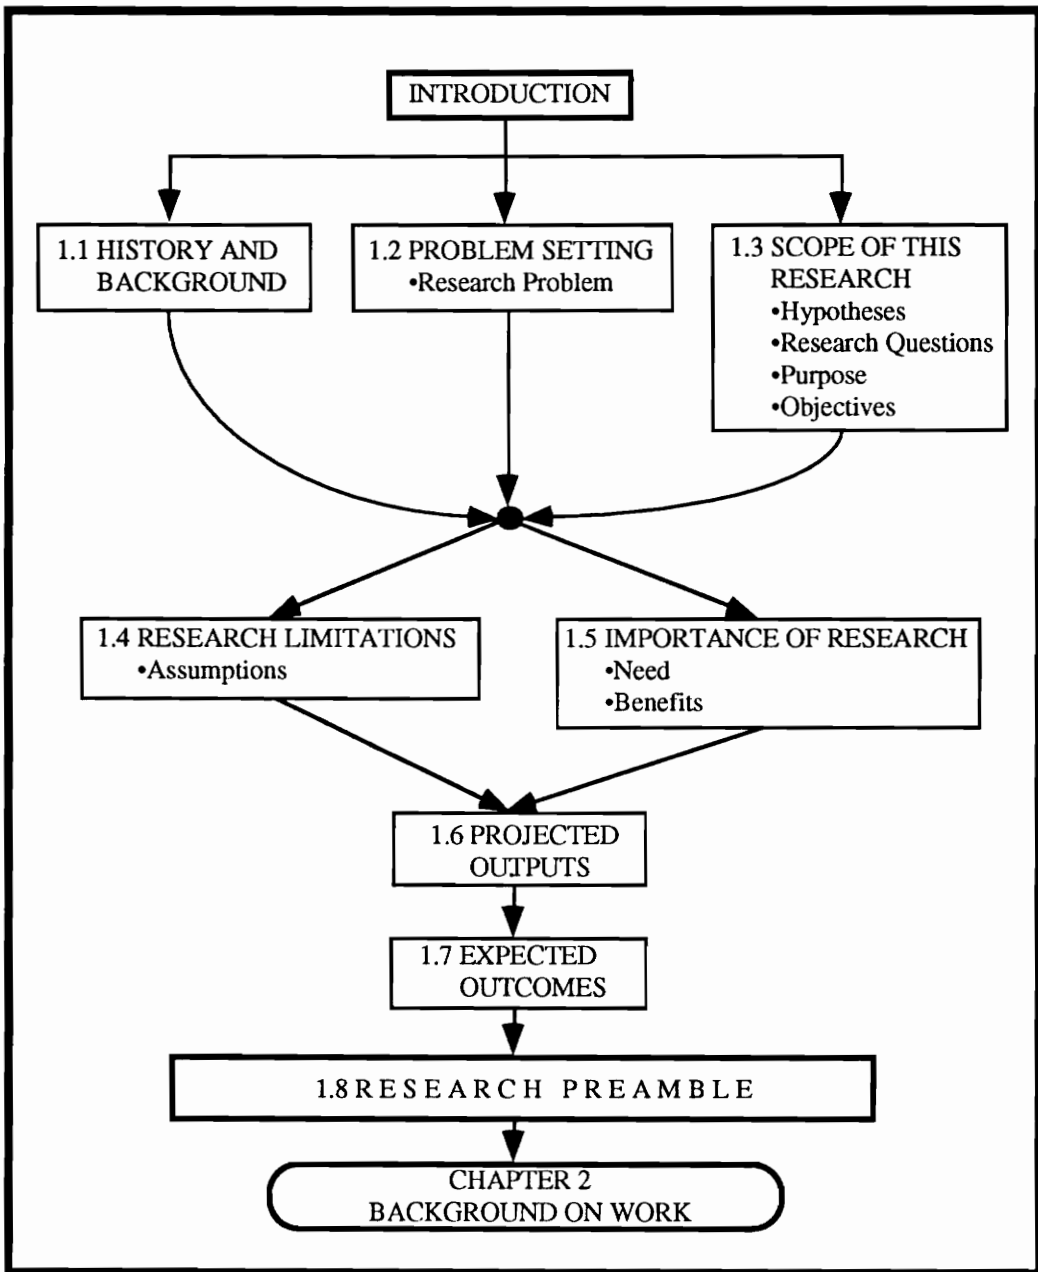 INTRODUCTION
1.1 HISTORY AND
BACKGROUND
1.2 PROBLEM SETTING
•Research Problem
1.3 SCOPE OF THIS
RESEARCH
•Hypotheses
•Research Questions
•Purpose
•Objectives
1.4 RESEARCH LIMITATIONS
•Assumptions
1.5 IMPORTANCE OF RESEARCH
•Need
•Benefits
1.6 PROJECTED
OUTPUTS
1.7 EXPECTED
OUTCOMES
1.8 RESEARCH PREAMBLE
CHAPTER 2
BACKGROUND ON WORK